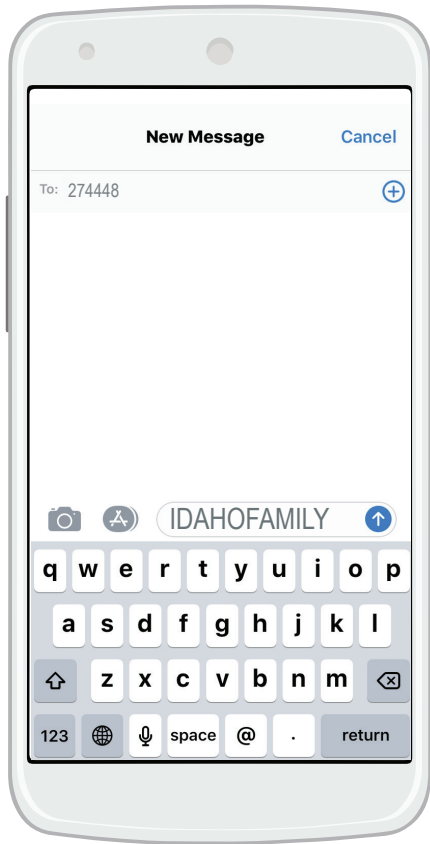 New Message Cancel
To: 274448
IDAHOFAMILY
q w e r t y u i o p
a s d f g h j k l
z x c v b n m
123 space @ . return